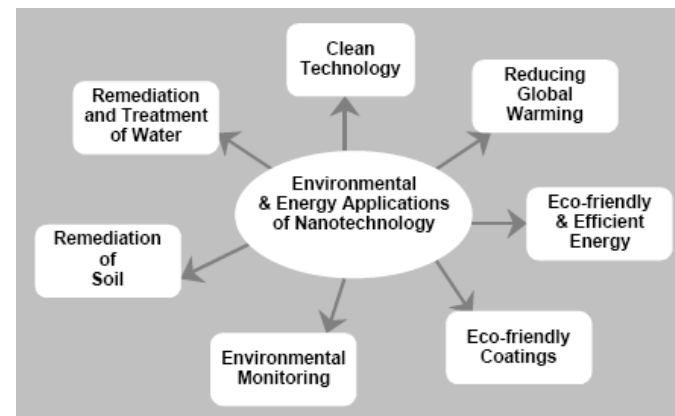 Clean
Technology
Reducing
Global
Warming
Remediation
and Treatment
of Water
Environmental
& Energy Applications
of Nanotechnology
Eco-friendly
& Efficient
Energy
Remediation
of
Soil
Eco-friendly
Coatings
Environmental
Monitoring